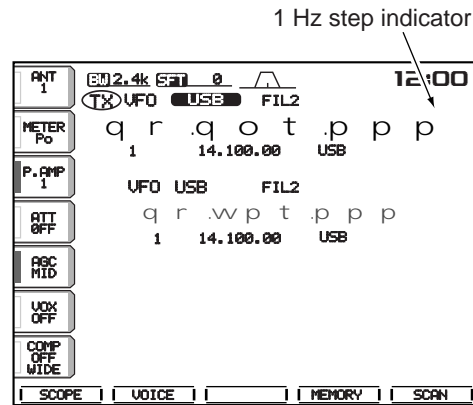 1 Hz step indicator
ANT 1 BW 2.4k SFT 0 12:00
TX VFO USB FIL2
METER Po q r .q o t .p p p
1 14.100.00 USB
P.AMP 1 VFO USB FIL2
ATT OFF q r .w p t .p p p
1 14.100.00 USB
AGC MID
VOX OFF
COMP OFF WIDE
SCOPE VOICE MEMORY SCAN